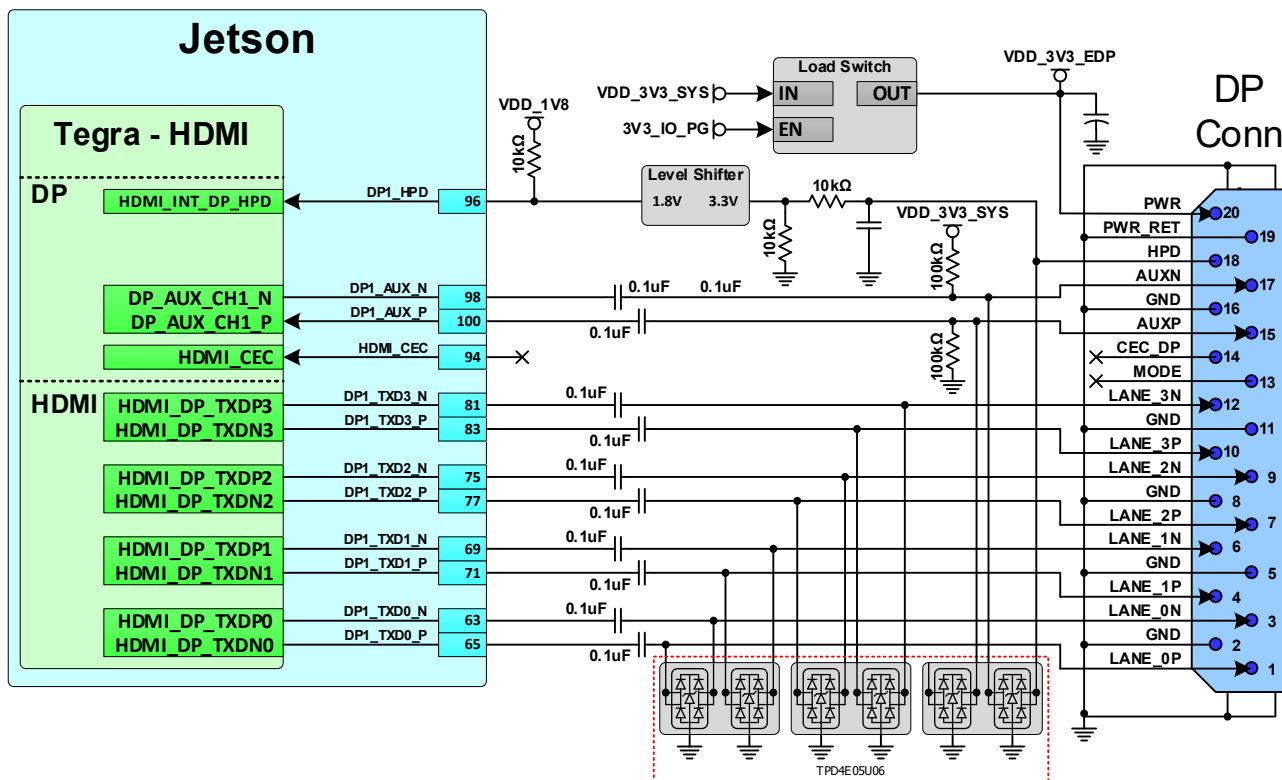 Jetson
Tegra - HDMI
DP
HDMI_INT_DP_HPD
DP_AUX_CH1_N
DP_AUX_CH1_P
HDMI_CEC
HDMI
HDMI_DP_TXDP3
HDMI_DP_TXDN3
HDMI_DP_TXDP2
HDMI_DP_TXDN2
HDMI_DP_TXDP1
HDMI_DP_TXDN1
HDMI_DP_TXDP0
HDMI_DP_TXDN0
DP1_HPD
DP1_AUX_N
DP1_AUX_P
HDMI_CEC
DP1_TXD3_N
DP1_TXD3_P
DP1_TXD2_N
DP1_TXD2_P
DP1_TXD1_N
DP1_TXD1_P
DP1_TXD0_N
DP1_TXD0_P
96
98
100
94
81
83
75
77
69
71
63
65
VDD_1V8
10kΩ
VDD_3V3_SYS
3V3_IO_PG
Load Switch
IN
OUT
EN
VDD_3V3_EDP
Level Shifter
1.8V
3.3V
10kΩ
10kΩ
VDD_3V3_SYS
100kΩ
100kΩ
0.1uF
0.1uF
0.1uF
0.1uF
0.1uF
0.1uF
0.1uF
0.1uF
0.1uF
0.1uF
0.1uF
TPD4E05U06
DP
Conn
PWR
PWR_RET
HPD
AUXN
GND
AUXP
CEC_DP
MODE
LANE_3N
GND
LANE_3P
LANE_2N
GND
LANE_2P
LANE_1N
GND
LANE_1P
LANE_0N
GND
LANE_0P
20
19
18
17
16
15
14
13
12
11
10
9
8
7
6
5
4
3
2
1